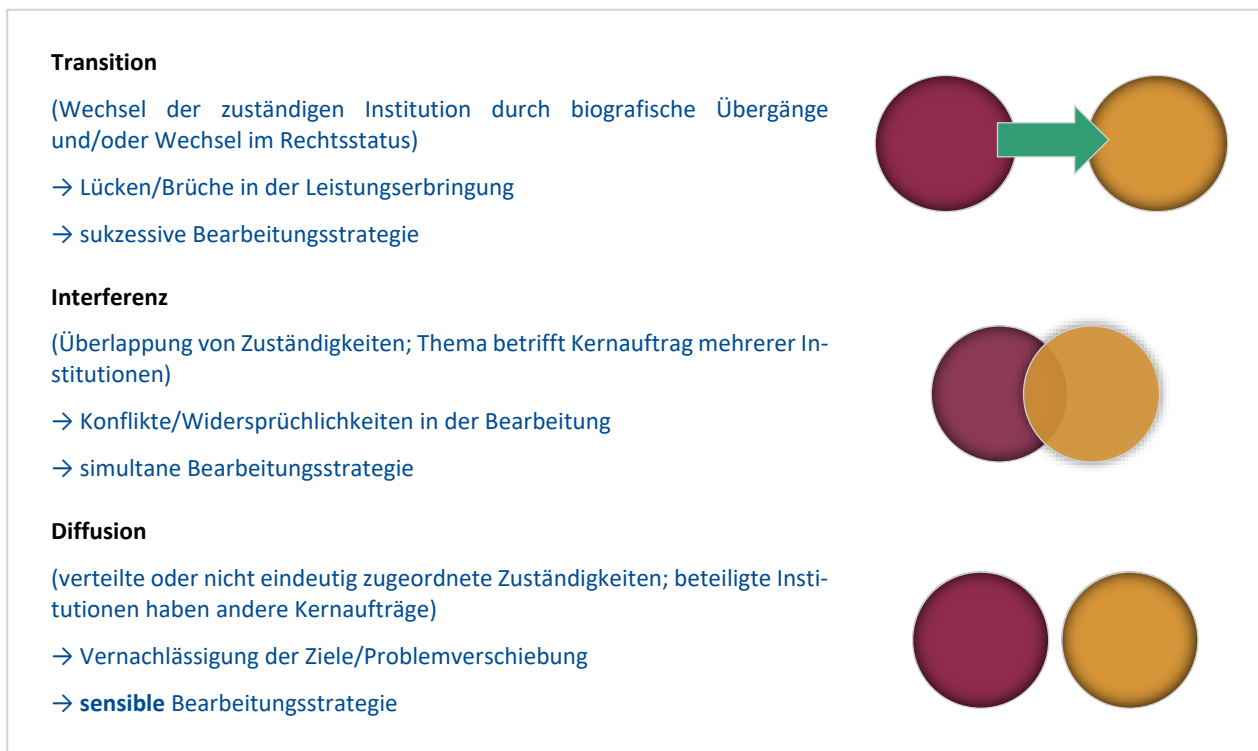 Transition
(Wechsel der zuständigen Institution durch biografische Übergänge
und/oder Wechsel im Rechtsstatus)
→ Lücken/Brüche in der Leistungserbringung
→ sukzessive Bearbeitungsstrategie
Interferenz
(Überlappung von Zuständigkeiten; Thema betrifft Kernauftrag mehrerer In-
stitutionen)
→ Konflikte/Widersprüchlichkeiten in der Bearbeitung
→ simultane Bearbeitungsstrategie
Diffusion
(verteilte oder nicht eindeutig zugeordnete Zuständigkeiten; beteiligte Insti-
tutionen haben andere Kernaufträge)
→ Vernachlässigung der Ziele/Problemverschiebung
→ sensible Bearbeitungsstrategie